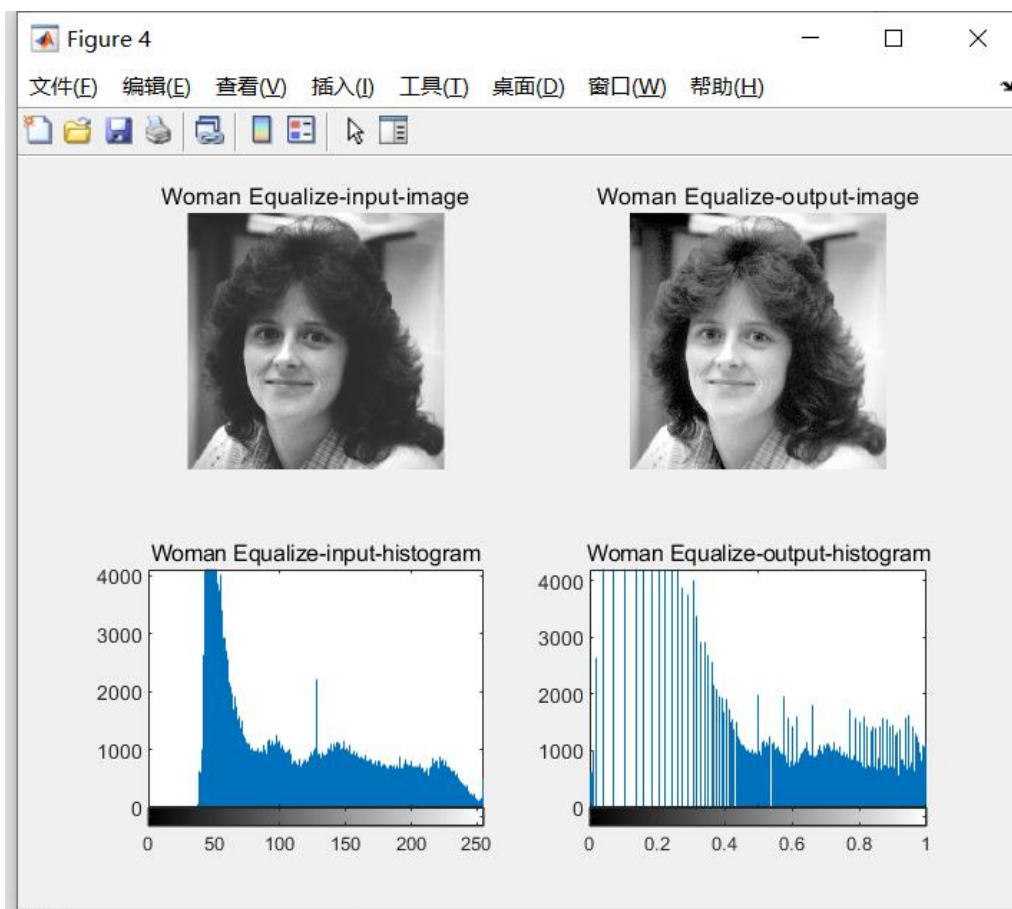 Figure 4
文件(F) 编辑(E) 查看(V) 插入(I) 工具(T) 桌面(D) 窗口(W) 帮助(H)
Woman Equalize-input-image
Woman Equalize-output-image
Woman Equalize-input-histogram
4000
3000
2000
1000
0
0 50 100 150 200 250
Woman Equalize-output-histogram
4000
3000
2000
1000
0
0 0.2 0.4 0.6 0.8 1